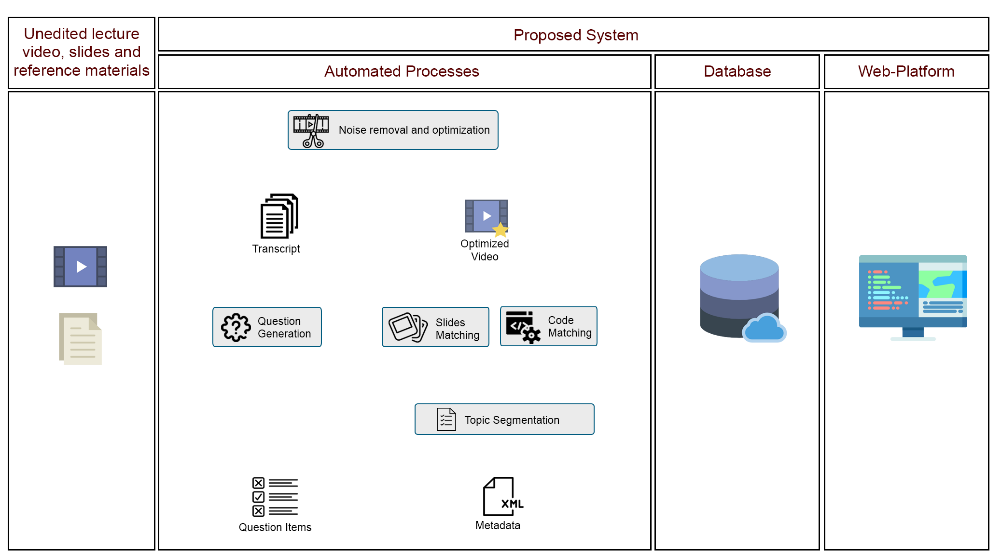 Unedited lecture
video, slides and
reference materials
Proposed System
Automated Processes
Database
Web-Platform
Noise removal and optimization
Transcript
Optimized
Video
Question
Generation
Slides
Matching
Code
Matching
Topic Segmentation
Question Items
XML
Metadata